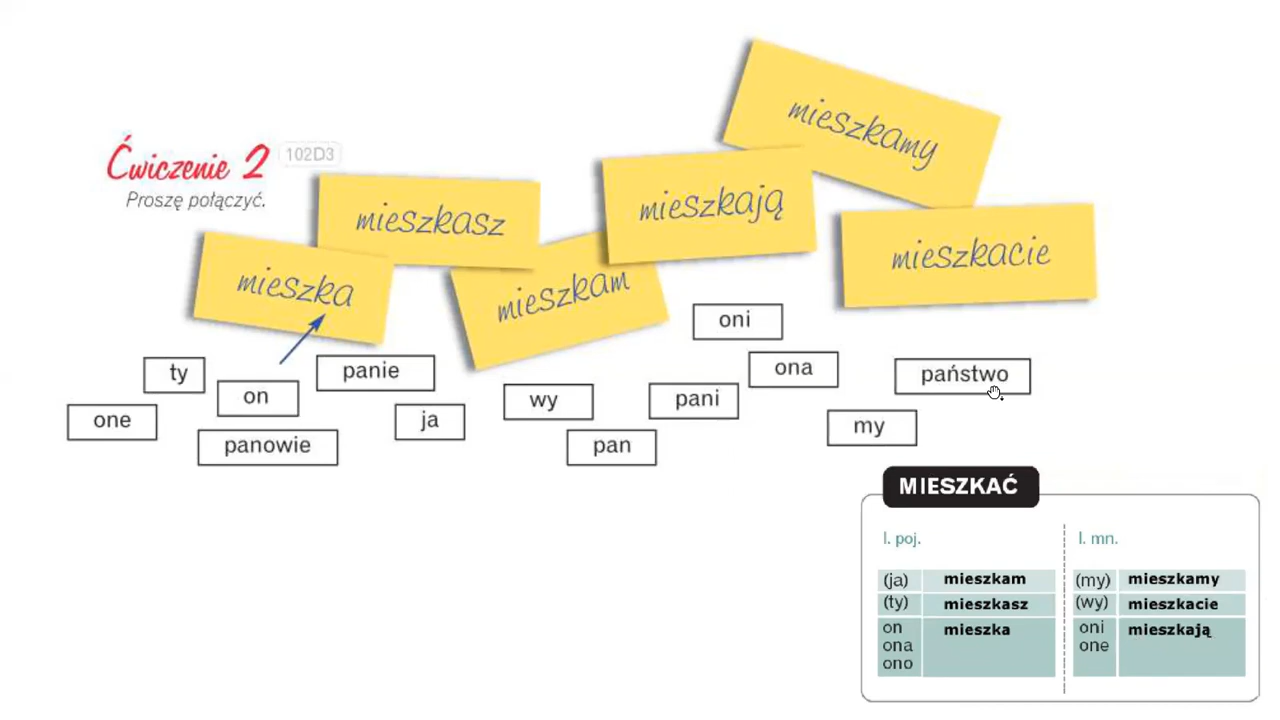 Ćwiczenie 2 102D3
Proszę połączyć.
mieszkamy
mieszkają
mieszkasz
mieszkacie
mieszka
mieszkam
oni
ona
ty
panie
państwo
on
wy
pani
one
ja
my
panowie
pan
MIESZKAĆ
l. poj.
(ja) mieszkam
(ty) mieszkasz
on mieszka
ona
ono
l. mn.
(my) mieszkamy
(wy) mieszkacie
oni mieszkają
one